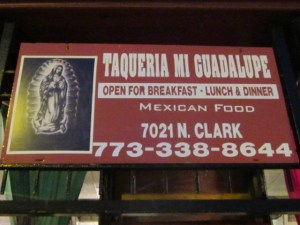 TAQUERIA MI GUADALUPE
OPEN FOR BREAKFAST - LUNCH & DINNER
MEXICAN FOOD
7021 N. CLARK
773-338-8644